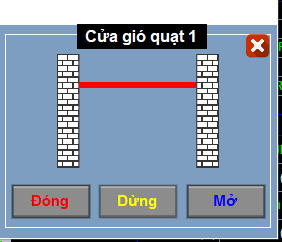 Cửa gió quạt 1
Đóng
Dừng
Mở